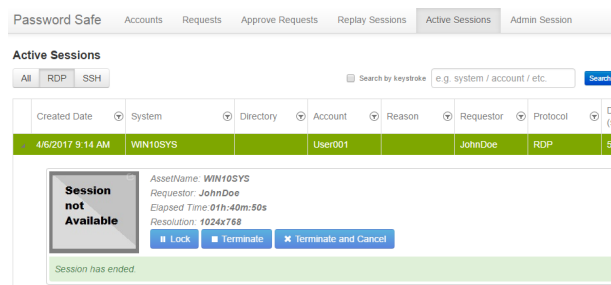 Password Safe Accounts Requests Approve Requests Replay Sessions Active Sessions Admin Session
Active Sessions
All RDP SSH Search by keystroke e.g. system / account / etc. Search
Created Date System Directory Account Reason Requestor Protocol
4/6/2017 9:14 AM WIN10SYS User001 JohnDoe RDP 5
Session
not
Available
AssetName: WIN10SYS
Requestor: JohnDoe
Elapsed Time:01h:40m:50s
Resolution: 1024x768
Lock Terminate Terminate and Cancel
Session has ended.